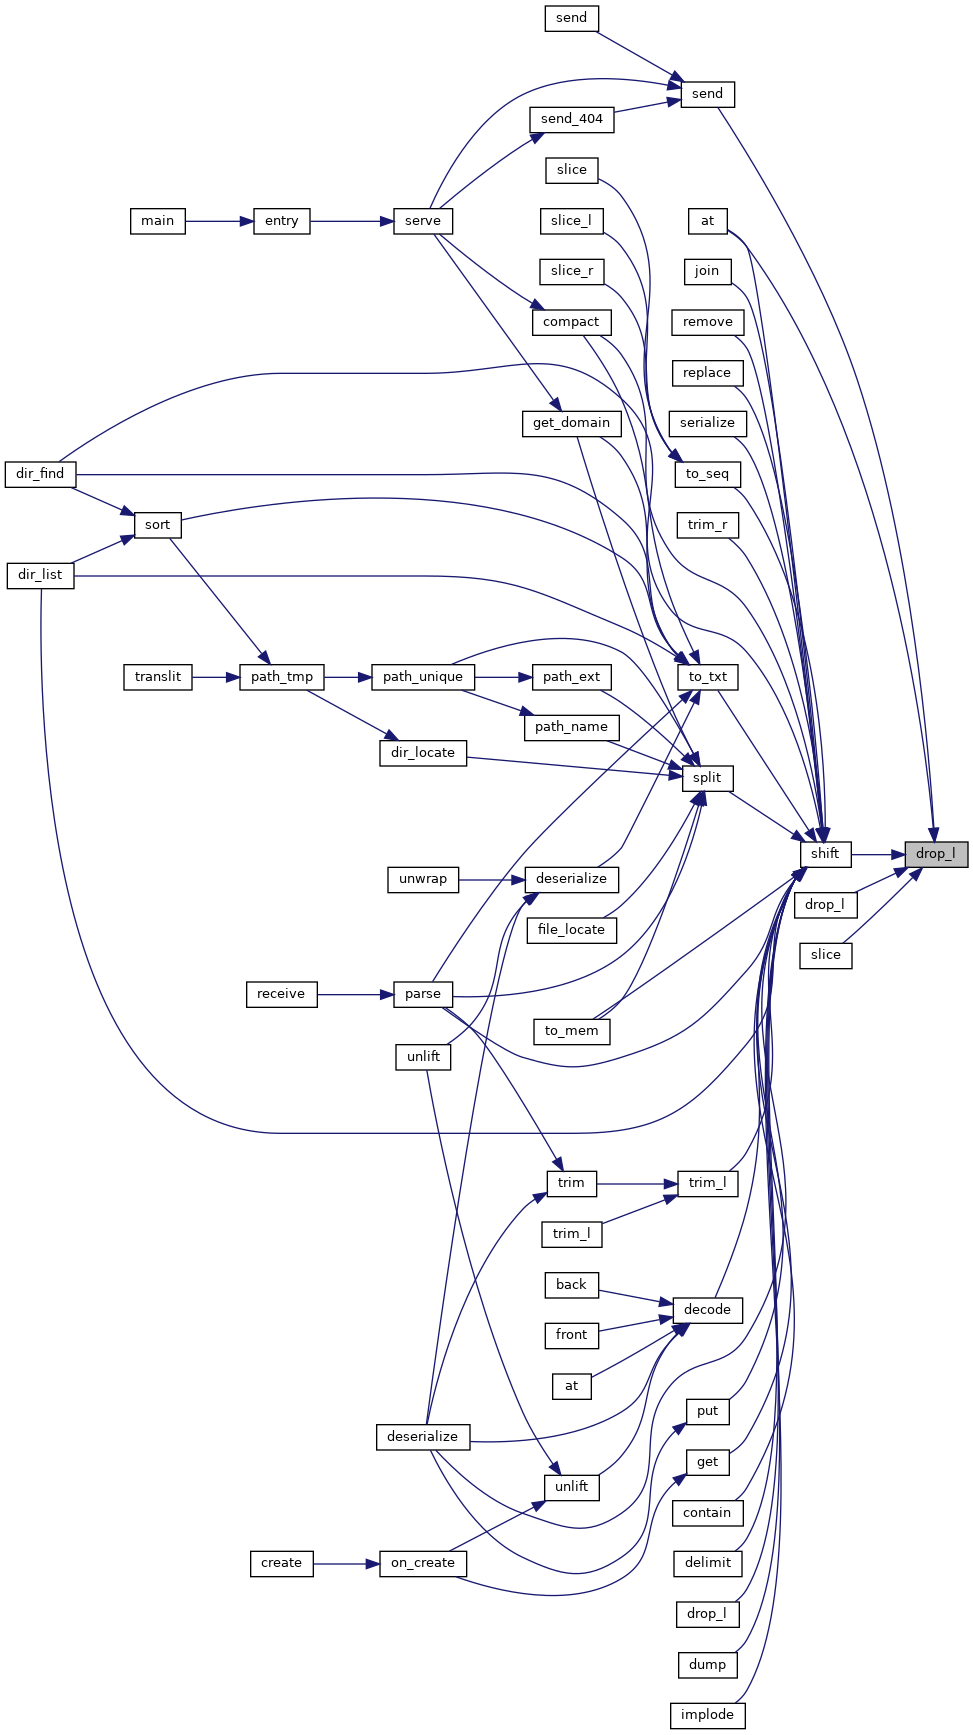 send
send
send_404
slice
main
entry
serve
slice_l
at
slice_r
join
compact
remove
replace
get_domain
serialize
dir_find
to_seq
sort
trim_r
dir_list
translit
path_tmp
path_unique
path_ext
to_txt
path_name
dir_locate
split
shift
drop_l
unwrap
deserialize
drop_l
file_locate
slice
receive
parse
to_mem
unlift
trim
trim_l
trim_l
back
decode
front
at
put
deserialize
get
unlift
contain
create
on_create
delimit
drop_l
dump
implode